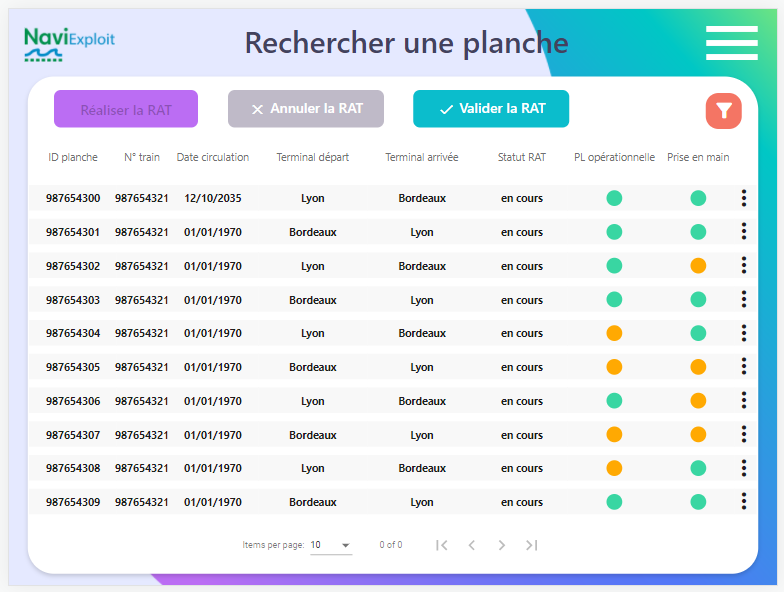 NaviExploit
Rechercher une planche
Réaliser la RAT Annuler la RAT Valider la RAT
ID planche N° train Date circulation Terminal départ Terminal arrivée Statut RAT PL opérationnelle Prise en main
987654300 987654321 12/10/2035 Lyon Bordeaux en cours
987654301 987654321 01/01/1970 Bordeaux Lyon en cours
987654302 987654321 01/01/1970 Lyon Bordeaux en cours
987654303 987654321 01/01/1970 Bordeaux Lyon en cours
987654304 987654321 01/01/1970 Lyon Bordeaux en cours
987654305 987654321 01/01/1970 Bordeaux Lyon en cours
987654306 987654321 01/01/1970 Lyon Bordeaux en cours
987654307 987654321 01/01/1970 Bordeaux Lyon en cours
987654308 987654321 01/01/1970 Lyon Bordeaux en cours
987654309 987654321 01/01/1970 Bordeaux Lyon en cours
Items per page: 10 0 of 0